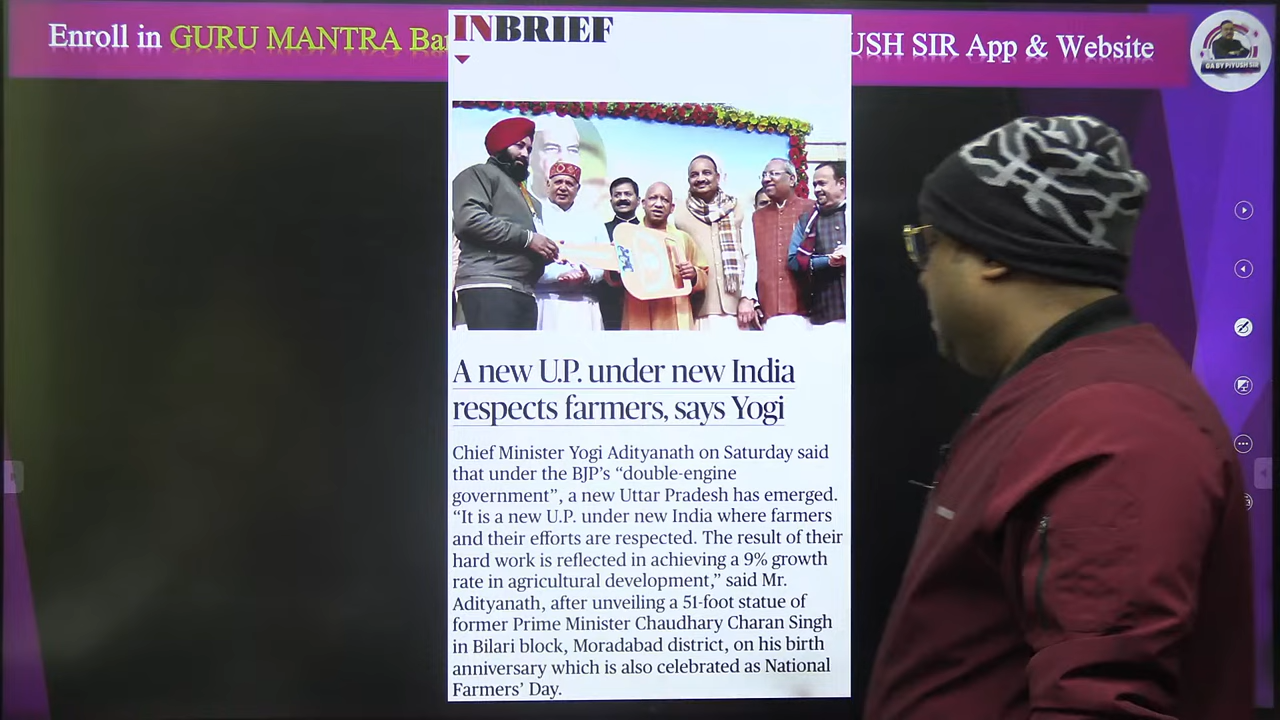 Enroll in GURU MANTRA
USH SIR App & Website
GA BY PIYUSH SIR
INBRIEF
A new U.P. under new India
respects farmers, says Yogi
Chief Minister Yogi Adityanath on Saturday said
that under the BJP’s “double-engine
government”, a new Uttar Pradesh has emerged.
“It is a new U.P. under new India where farmers
and their efforts are respected. The result of their
hard work is reflected in achieving a 9% growth
rate in agricultural development,” said Mr.
Adityanath, after unveiling a 51-foot statue of
former Prime Minister Chaudhary Charan Singh
in Bilari block, Moradabad district, on his birth
anniversary which is also celebrated as National
Farmers’ Day.